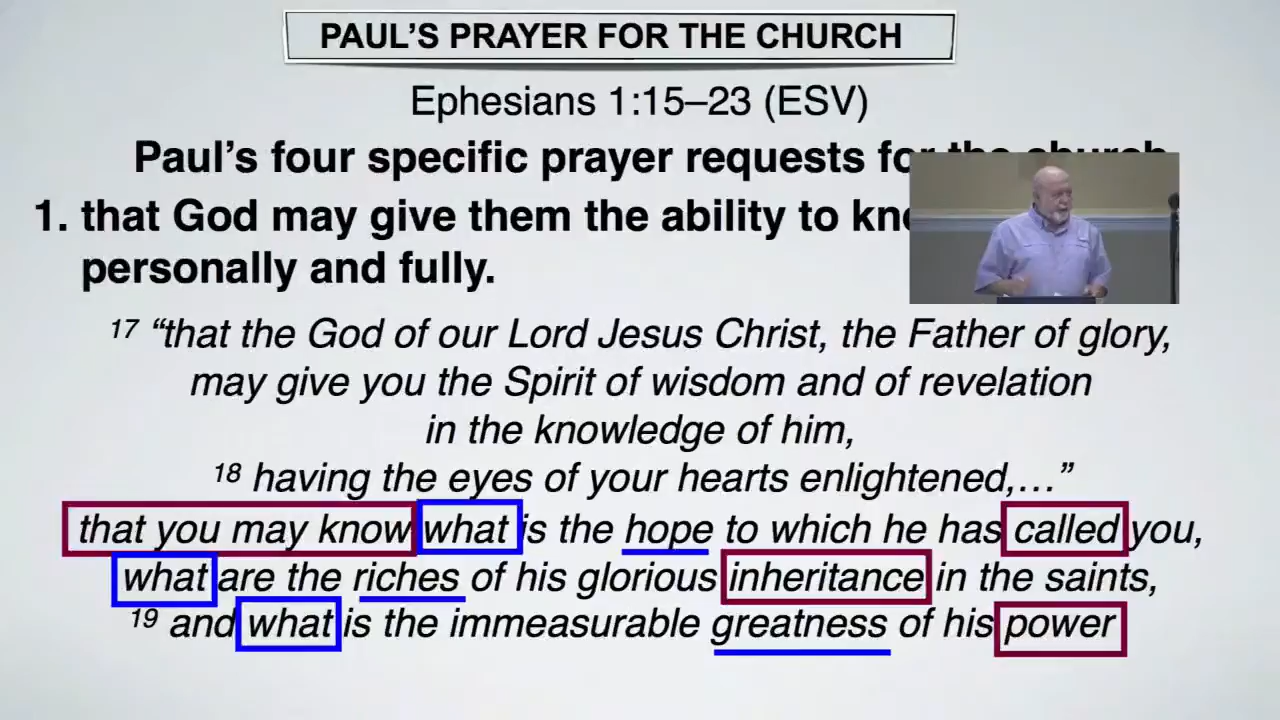 PAUL’S PRAYER FOR THE CHURCH
Ephesians 1:15–23 (ESV)
Paul’s four specific prayer requests for the church
1. that God may give them the ability to
personally and fully.
17 “that the God of our Lord Jesus Christ, the Father of glory,
may give you the Spirit of wisdom and of revelation
in the knowledge of him,
18 having the eyes of your hearts enlightened,…”
that you may know what is the hope to which he has called you,
what are the riches of his glorious inheritance in the saints,
19 and what is the immeasurable greatness of his power